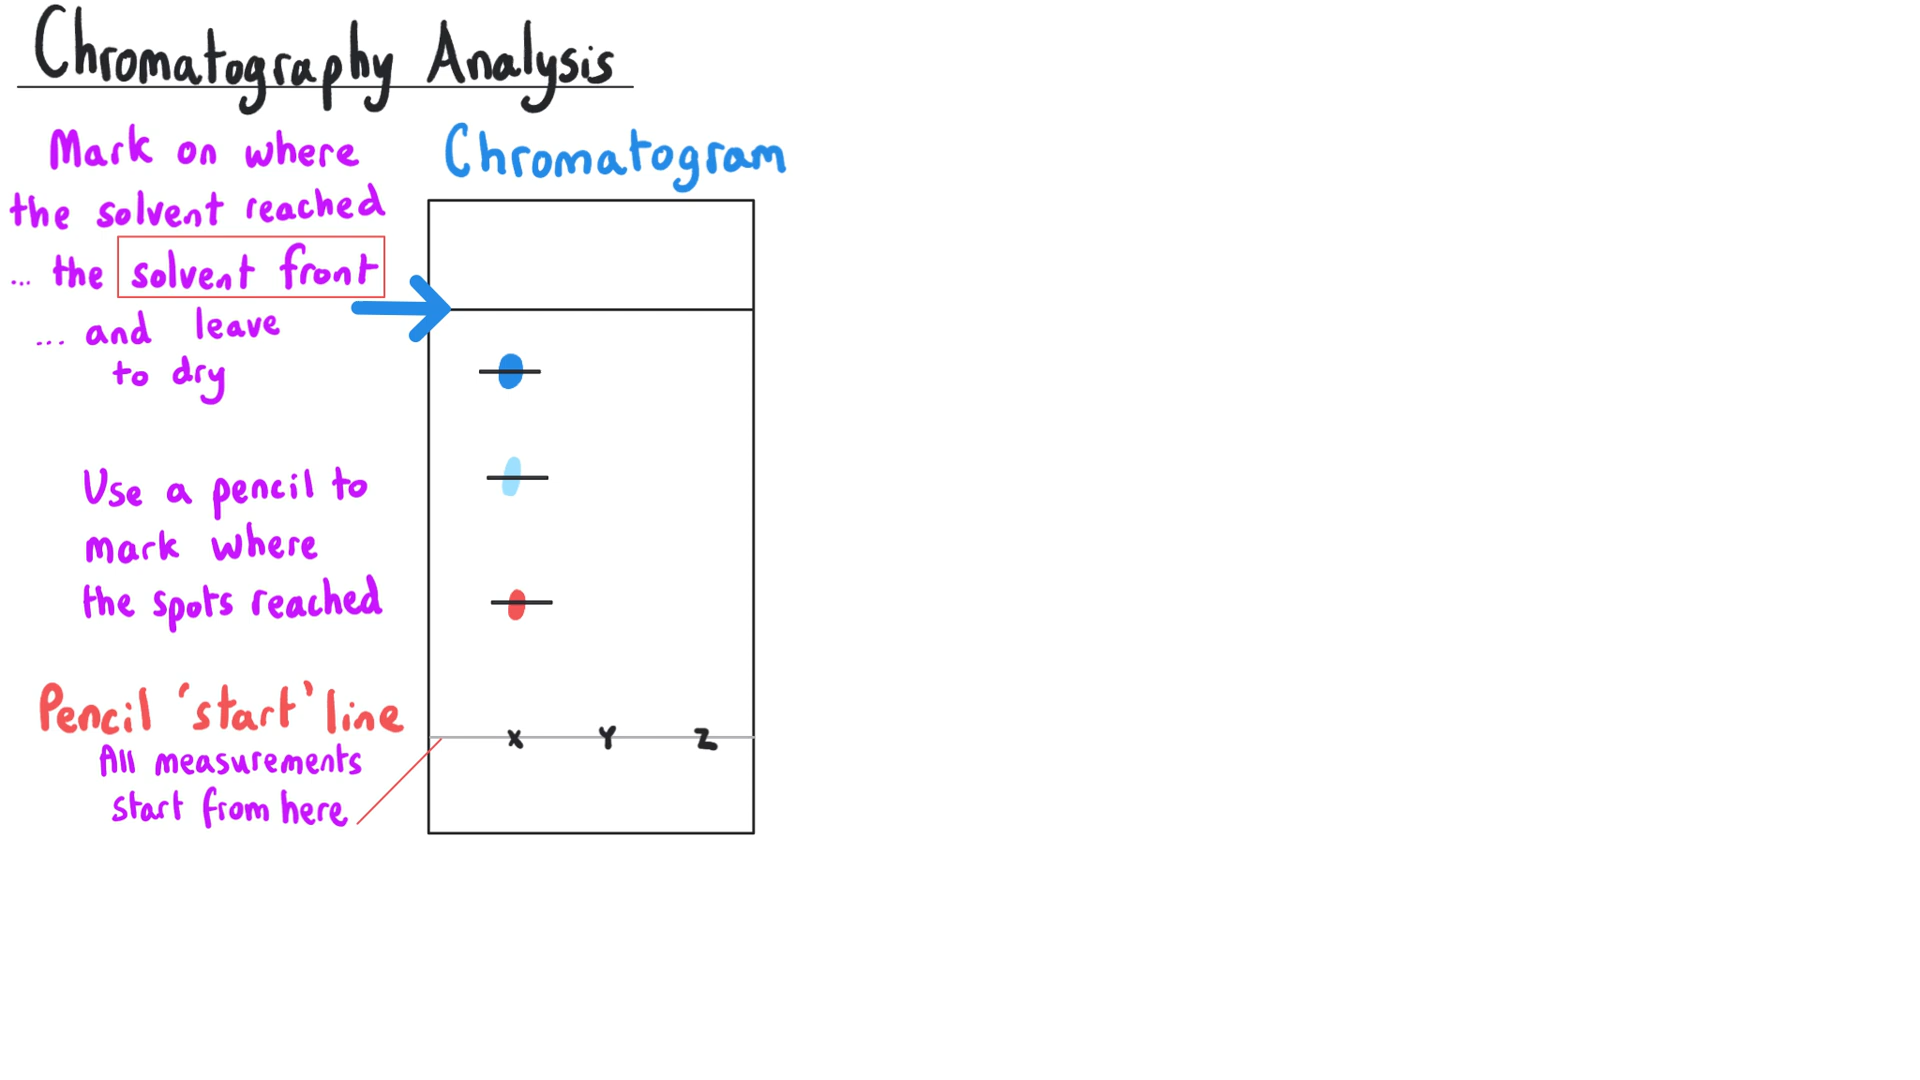 Chromatography Analysis
Mark on where
the solvent reached
... the solvent front
... and leave
to dry
Use a pencil to
mark where
the spots reached
Pencil 'start' line
All measurements
start from here
Chromatogram
X Y Z